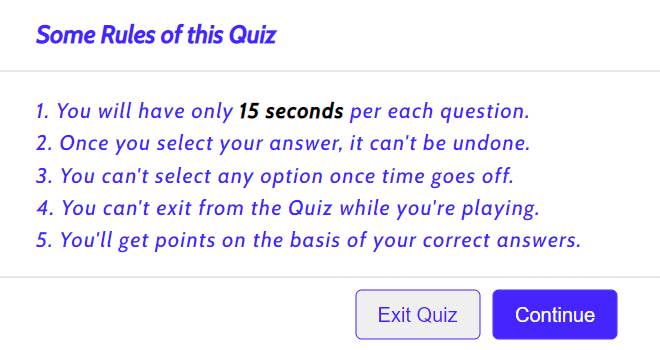 Some Rules of this Quiz
1. You will have only 15 seconds per each question.
2. Once you select your answer, it can't be undone.
3. You can't select any option once time goes off.
4. You can't exit from the Quiz while you're playing.
5. You'll get points on the basis of your correct answers.
Exit Quiz Continue